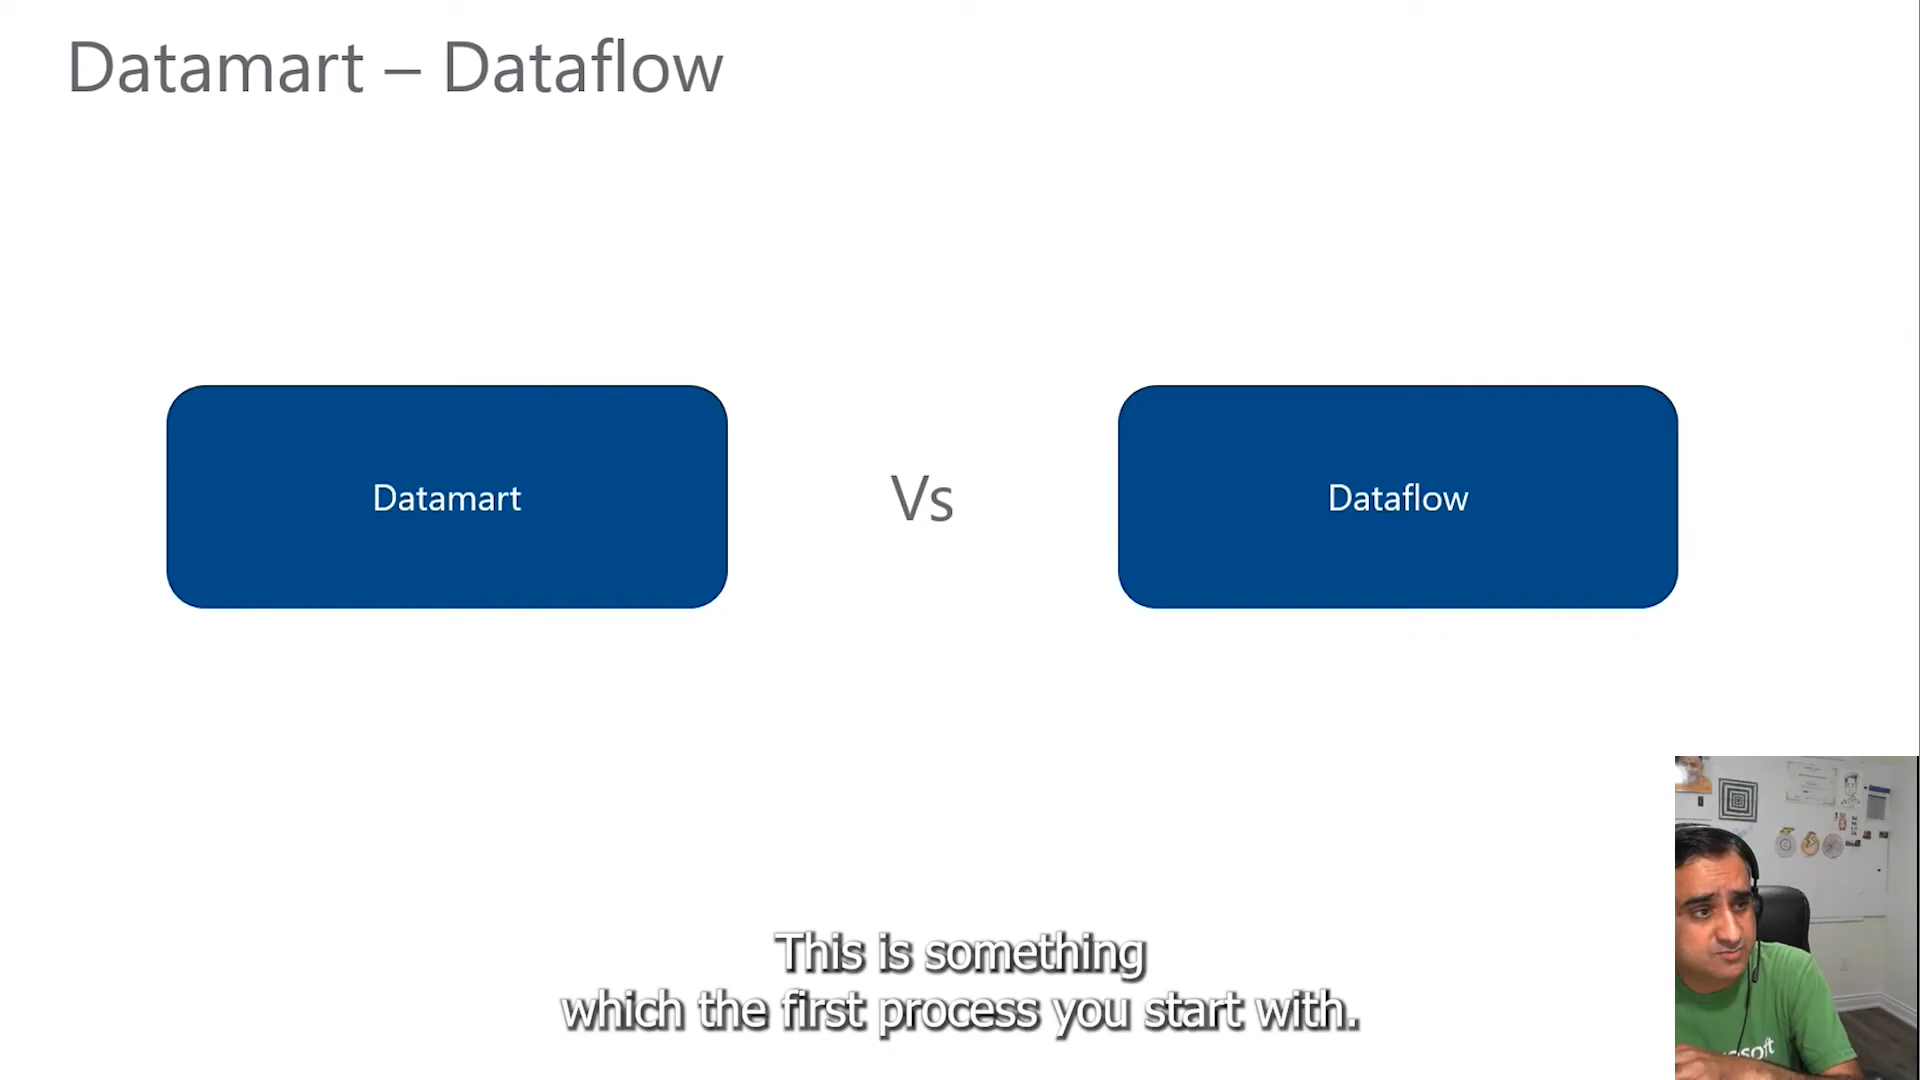 Datamart – Dataflow
Datamart
Vs
Dataflow
This is something
which the first process you start with.